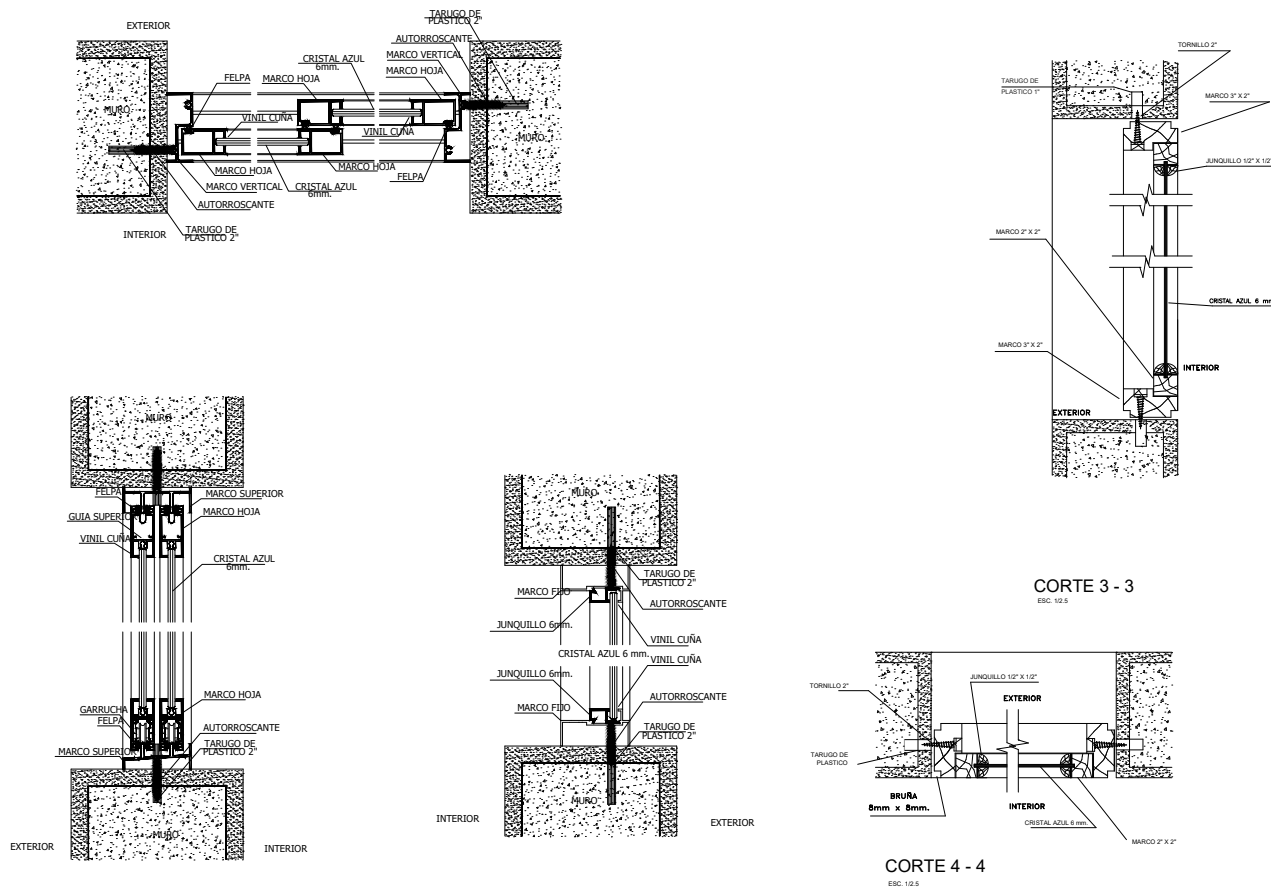 EXTERIOR
TARUGO DE
PLASTICO 2"
AUTORROSCANTE
MARCO VERTICAL
MARCO HOJA
CRISTAL AZUL
6mm.
FELPA
MARCO HOJA
MURO
VINIL CUÑA
VINIL CUÑA
MURO
MARCO HOJA
MARCO HOJA
MARCO VERTICAL
CRISTAL AZUL
6mm.
FELPA
AUTORROSCANTE
INTERIOR
TARUGO DE
PLASTICO 2"
TORNILLO 2"
TARUGO DE
PLASTICO 1"
MARCO 3" X 2"
JUNQUILLO 1/2" X 1/2"
MARCO 2" X 2"
CRISTAL AZUL 6 mm
MARCO 3" X 2"
INTERIOR
EXTERIOR
CORTE 3 - 3
ESC. 1/2.5
MURO
FELPA
MARCO SUPERIOR
GUIA SUPERIOR
MARCO HOJA
VINIL CUÑA
CRISTAL AZUL
6mm.
MARCO HOJA
GARRUCHA
FELPA
AUTORROSCANTE
MARCO SUPERIOR
TARUGO DE
PLASTICO 2"
MURO
EXTERIOR
INTERIOR
MURO
TARUGO DE
PLASTICO 2"
MARCO FIJO
AUTORROSCANTE
JUNQUILLO 6mm.
VINIL CUÑA
CRISTAL AZUL 6 mm.
VINIL CUÑA
JUNQUILLO 6mm.
AUTORROSCANTE
MARCO FIJO
TARUGO DE
PLASTICO 2"
MURO
INTERIOR
EXTERIOR
TORNILLO 2"
JUNQUILLO 1/2" X 1/2"
EXTERIOR
TARUGO DE
PLASTICO
BRUÑA
8mm x 8mm.
INTERIOR
CRISTAL AZUL 6 mm.
MARCO 2" X 2"
CORTE 4 - 4
ESC. 1/2.5